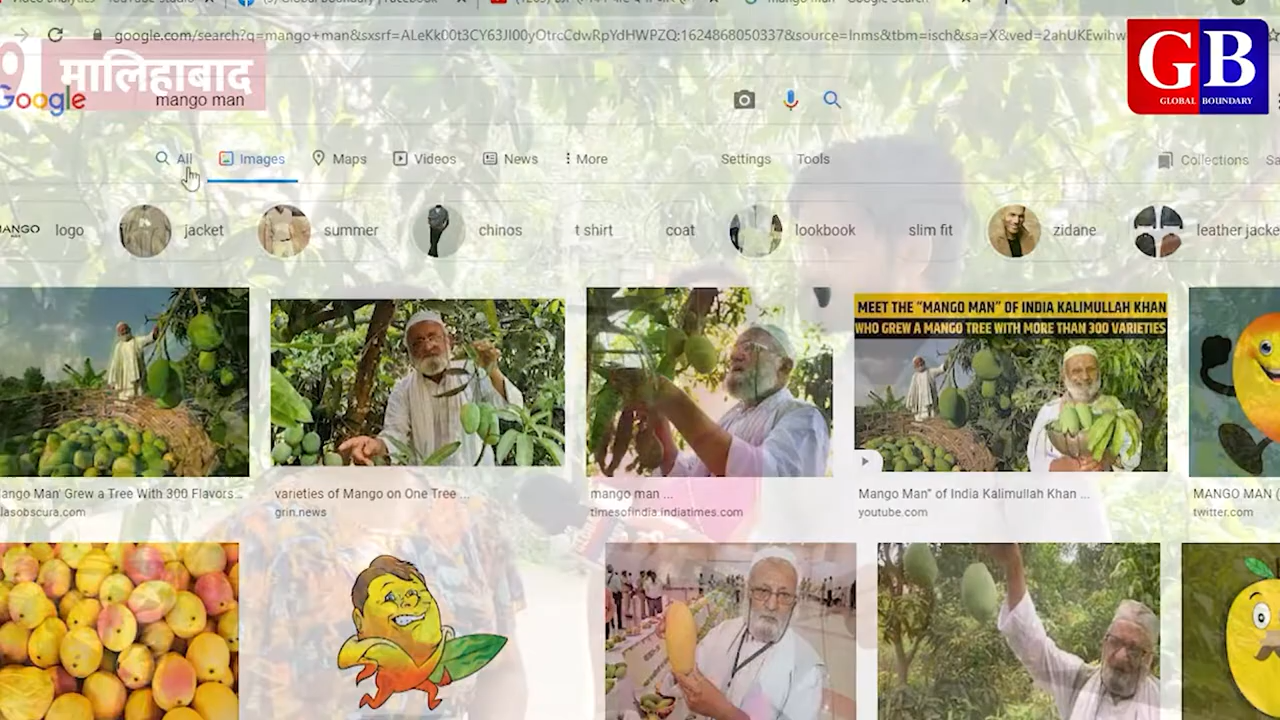 google.com/search?q=mango+man&sxsrf=ALeKk00t3CY63JI00yOtrcCdwRpYdHWPZQ:1624868050337&source=lnms&tbm=isch&sa=X&ved=2ahUKEwihw
GB
GLOBAL BOUNDARY
मालिहाबाद
Google
mango man
All Images Maps Videos News More Settings Tools Collections
MANGO logo jacket summer chinos t shirt coat lookbook slim fit zidane leather jacke
MEET THE "MANGO MAN" OF INDIA KALIMULLAH KHAN
WHO GREW A MANGO TREE WITH MORE THAN 300 VARIETIES
ango Man' Grew a Tree With 300 Flavors... varieties of Mango on One Tree ... mango man ... Mango Man" of India Kalimullah Khan ... MANGO MAN
lasobscura.com grin.news timesofindia.indiatimes.com youtube.com twitter.com